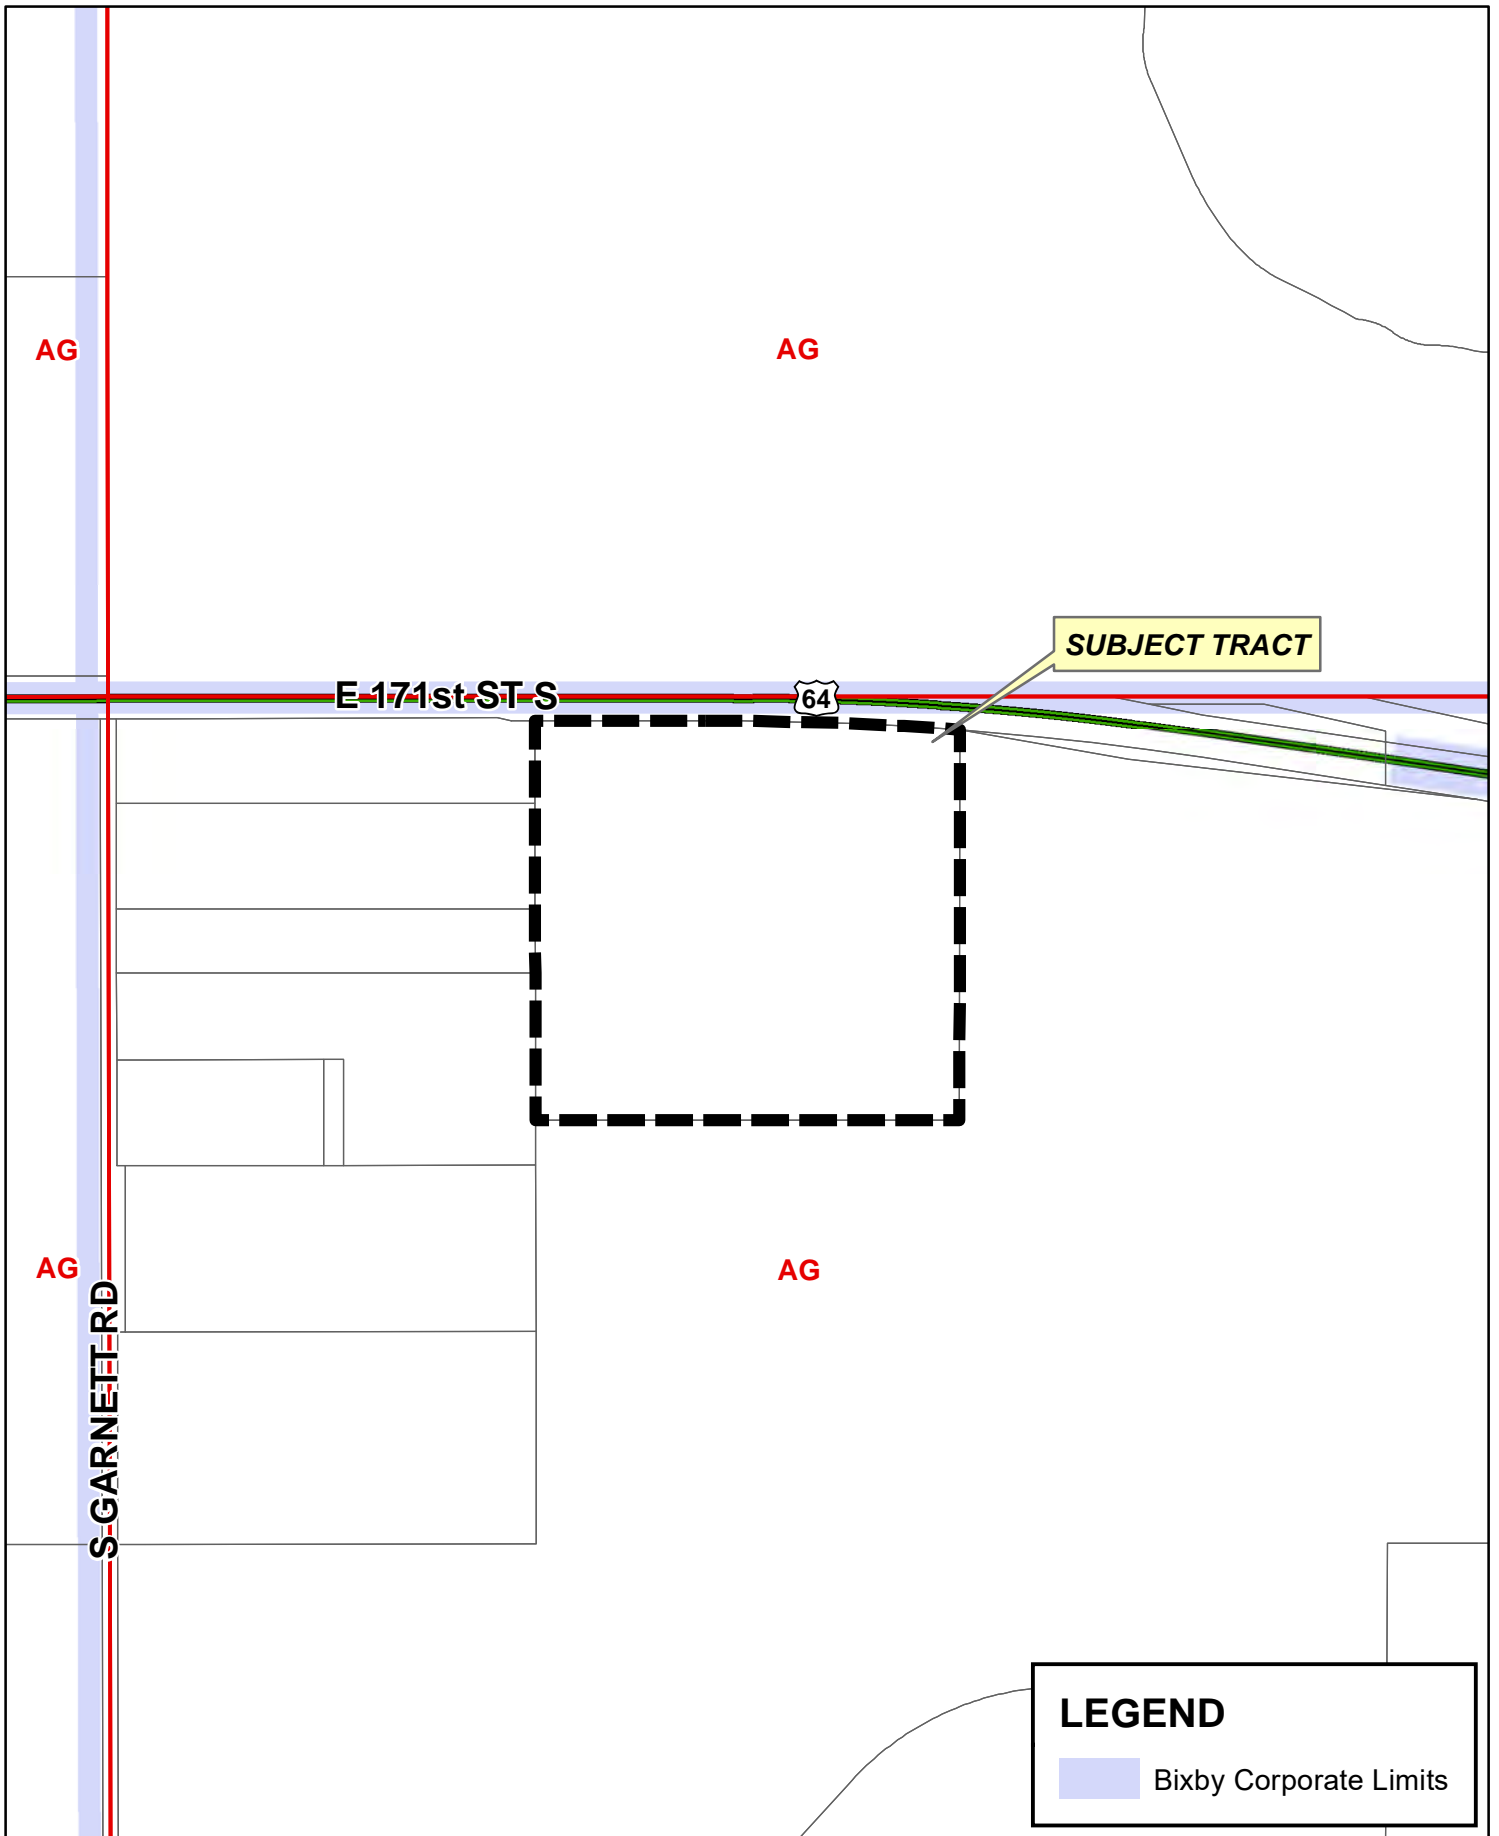 AG
AG
SUBJECT TRACT
E 171st ST S
64
AG
AG
S GARNETT RD
LEGEND
Bixby Corporate Limits